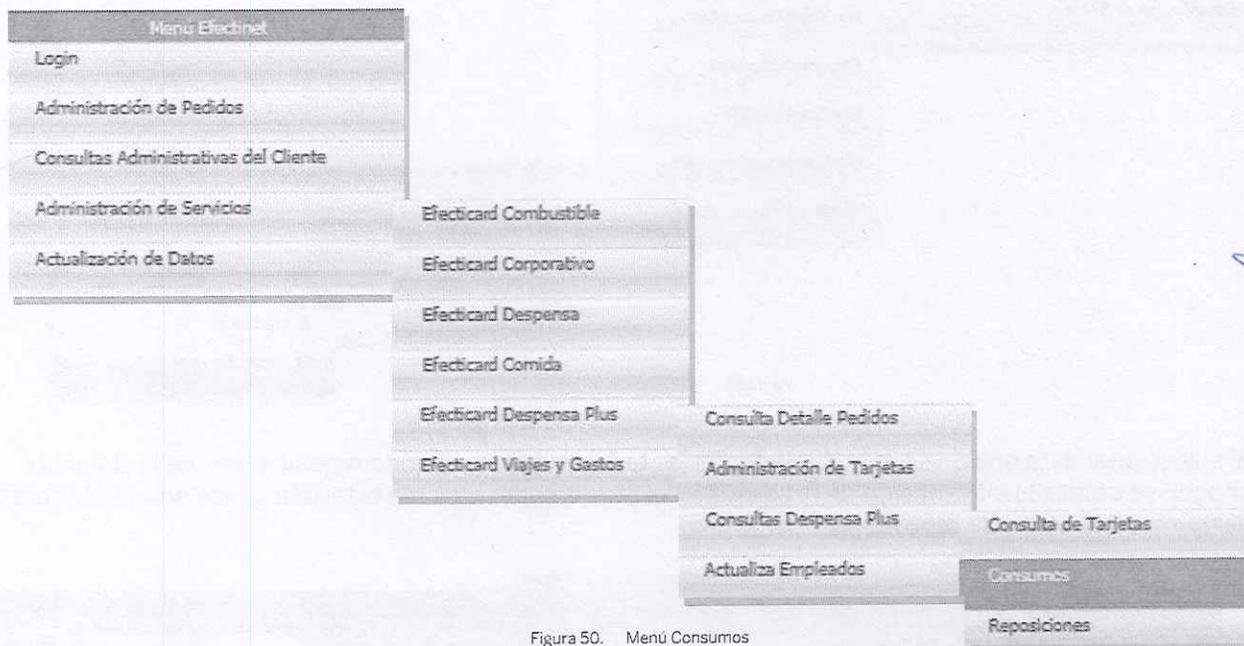 Menú Efectinet
Login
Administración de Pedidos
Consultas Administrativas del Cliente
Administración de Servicios
Actualización de Datos
Efecticard Combustible
Efecticard Corporativo
Efecticard Despensa
Efecticard Comida
Efecticard Despensa Plus
Efecticard Viajes y Gastos
Consulta Detalle Pedidos
Administración de Tarjetas
Consultas Despensa Plus
Actualiza Empleados
Consulta de Tarjetas
Consumos
Reposiciones
Figura 50. Menú Consumos